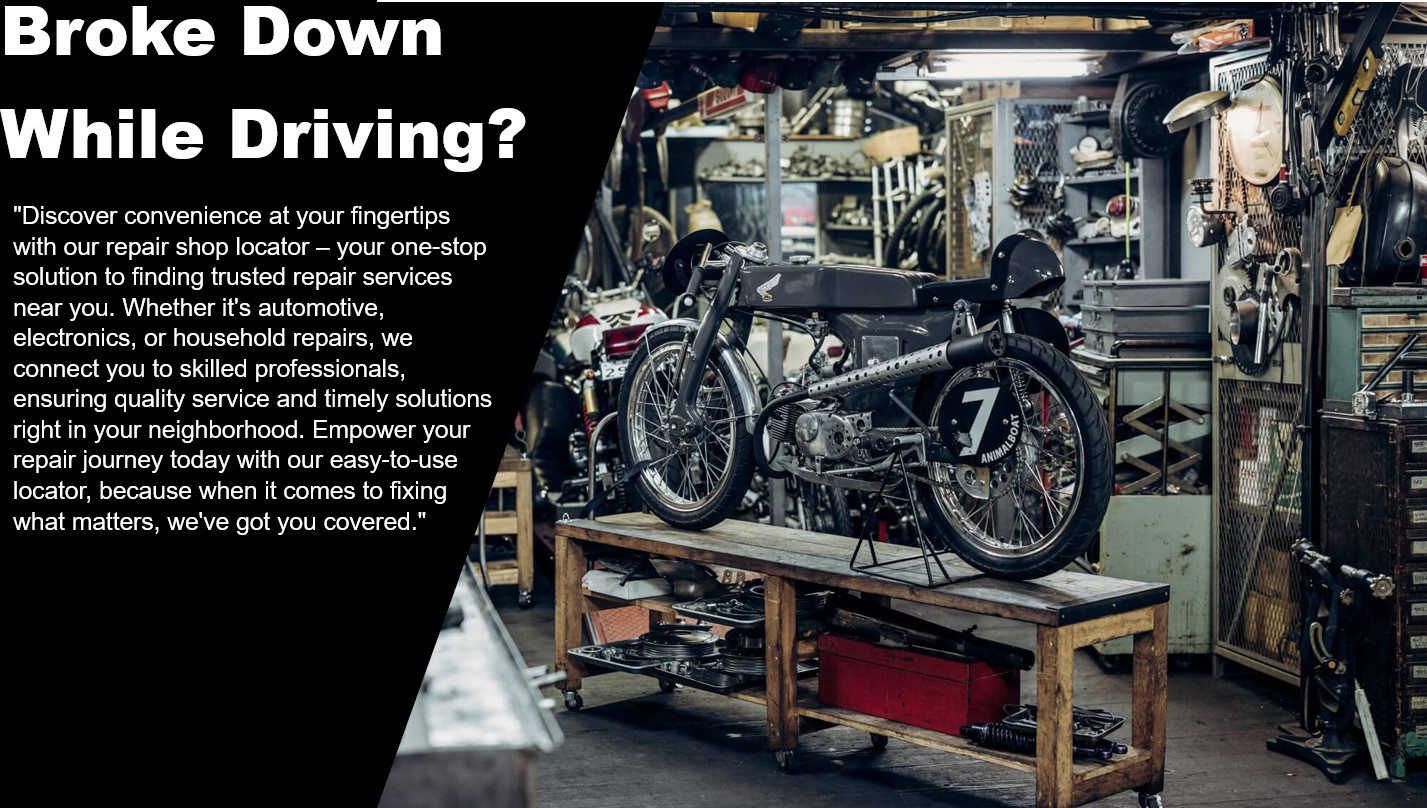 Broke Down
While Driving?
"Discover convenience at your fingertips
with our repair shop locator – your one-stop
solution to finding trusted repair services
near you. Whether it's automotive,
electronics, or household repairs, we
connect you to skilled professionals,
ensuring quality service and timely solutions
right in your neighborhood. Empower your
repair journey today with our easy-to-use
locator, because when it comes to fixing
what matters, we've got you covered."
7
ANIMALBOAT